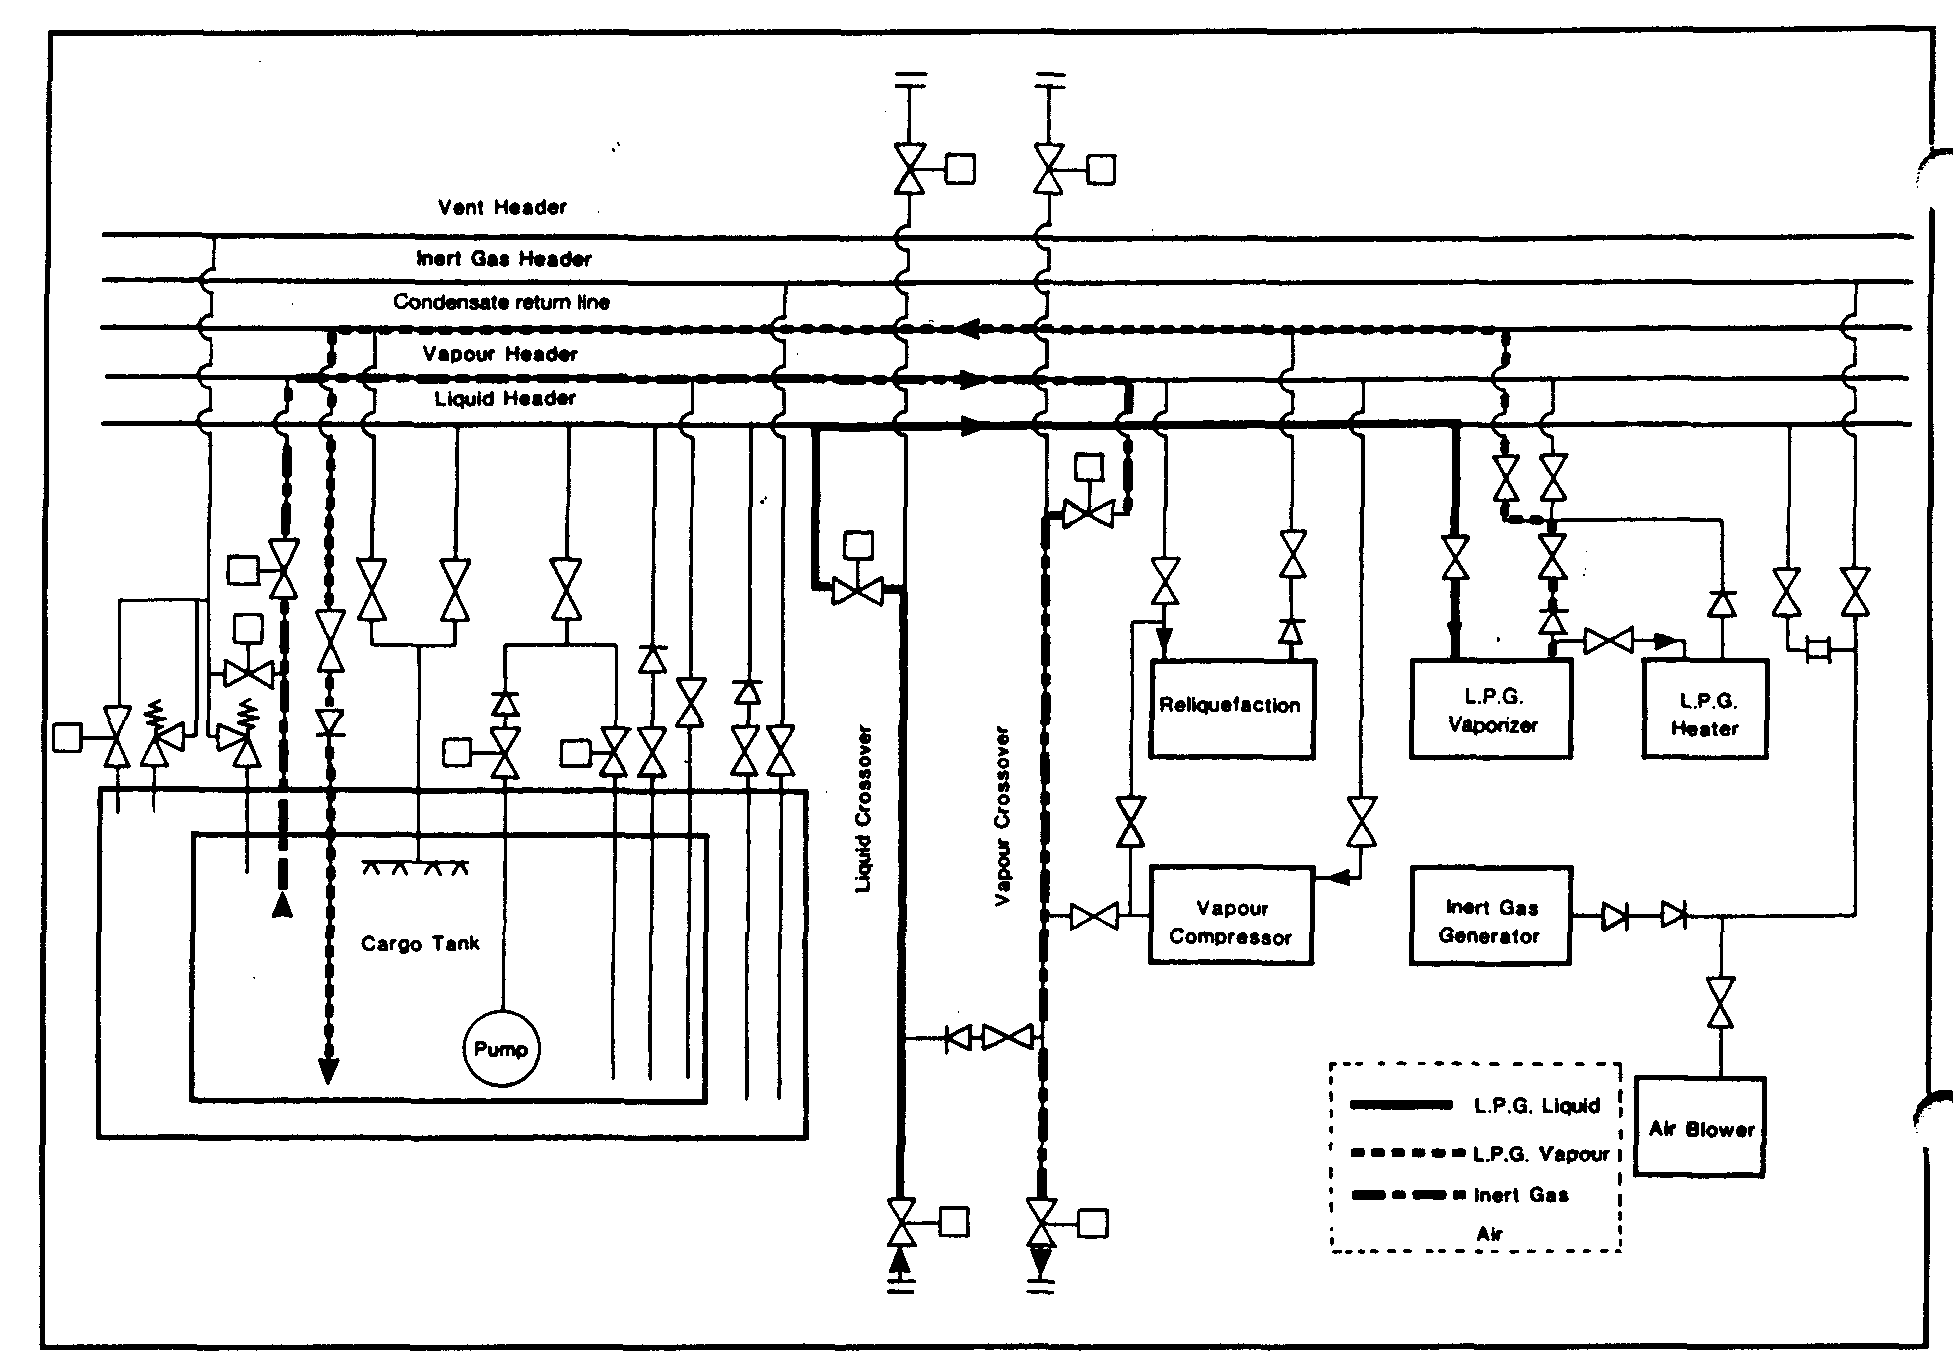 Vent Header
Inert Gas Header
Condensate return line
Vapour Header
Liquid Header
Reliquefaction
L.P.G.
Vaporizer
L.P.G.
Heater
Liquid Crossover
Vapour Crossover
Vapour
Compressor
Inert Gas
Generator
Cargo Tank
Pump
L.P.G. Liquid
L.P.G. Vapour
Inert Gas
Air
Air Blower